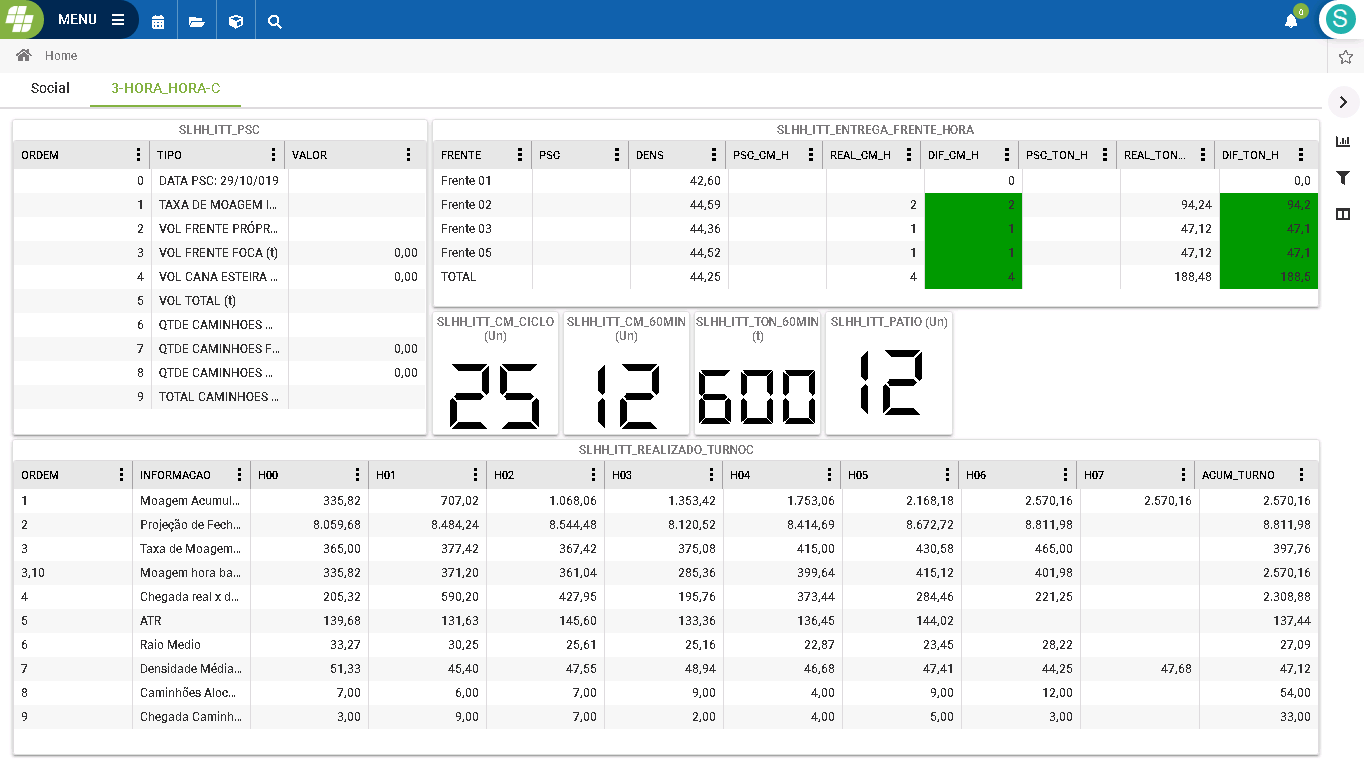 MENU
0
S
Home
Social
3-HORA_HORA-C
SLHH_ITT_PSC
ORDEM TIPO VALOR
0 DATA PSC: 29/10/019
1 TAXA DE MOAGEM I...
2 VOL FRENTE PRÓPR...
3 VOL FRENTE FOCA (t) 0,00
4 VOL CANA ESTEIRA ... 0,00
5 VOL TOTAL (t)
6 QTDE CAMINHOES ...
7 QTDE CAMINHOES F... 0,00
8 QTDE CAMINHOES ... 0,00
9 TOTAL CAMINHOES ...
SLHH_ITT_ENTREGA_FRENTE_HORA
FRENTE PSC DENS PSC_CM_H REAL_CM_H DIF_CM_H PSC_TON_H REAL_TON... DIF_TON_H
Frente 01 42,60 0 0,0
Frente 02 44,59 2 2 94,24 94,2
Frente 03 44,36 1 1 47,12 47,1
Frente 05 44,52 1 1 47,12 47,1
TOTAL 44,25 4 4 188,48 188,5
SLHH_ITT_CM_CICLO
(Un)
25
SLHH_ITT_CM_60MIN
(Un)
12
SLHH_ITT_TON_60MIN
(t)
600
SLHH_ITT_PATIO (Un)
12
SLHH_ITT_REALIZADO_TURNOC
ORDEM INFORMACAO H00 H01 H02 H03 H04 H05 H06 H07 ACUM_TURNO
1 Moagem Acumul... 335,82 707,02 1.068,06 1.353,42 1.753,06 2.168,18 2.570,16 2.570,16 2.570,16
2 Projeção de Fech... 8.059,68 8.484,24 8.544,48 8.120,52 8.414,69 8.672,72 8.811,98 8.811,98
3 Taxa de Moagem... 365,00 377,42 367,42 375,08 415,00 430,58 465,00 397,76
3,10 Moagem hora ba... 335,82 371,20 361,04 285,36 399,64 415,12 401,98 2.570,16
4 Chegada real x d... 205,32 590,20 427,95 195,76 373,44 284,46 221,25 2.308,88
5 ATR 139,68 131,63 145,60 133,36 136,45 144,02 137,44
6 Raio Medio 33,27 30,25 25,61 25,16 22,87 23,45 28,22 27,09
7 Densidade Média... 51,33 45,40 47,55 48,94 46,68 47,41 44,25 47,68 47,12
8 Caminhões Aloc... 7,00 6,00 7,00 9,00 4,00 9,00 12,00 54,00
9 Chegada Caminh... 3,00 9,00 7,00 2,00 4,00 5,00 3,00 33,00